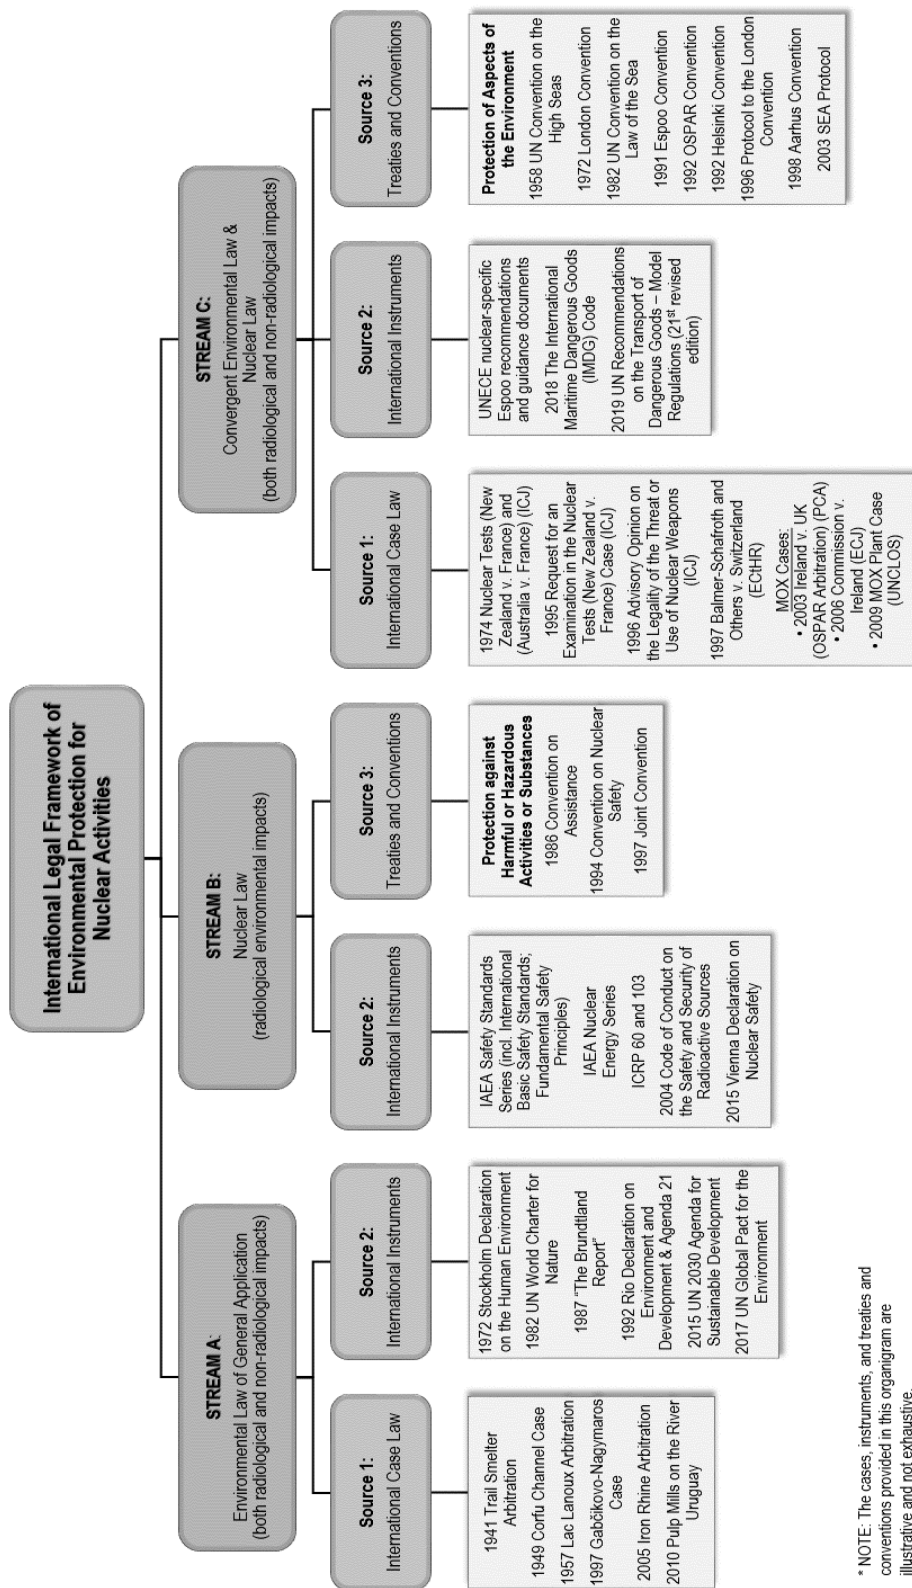 International Legal Framework of
Environmental Protection for
Nuclear Activities
STREAM A:
Environmental Law of General Application
(both radiological and non-radiological impacts)
Source 1:
International Case Law
1941 Trail Smelter
Arbitration
1949 Corfu Channel Case
1957 Lac Lanoux Arbitration
1997 Gabčikovo-Nagymaros
Case
2005 Iron Rhine Arbitration
2010 Pulp Mills on the River
Uruguay
Source 2:
International Instruments
1972 Stockholm Declaration
on the Human Environment
1982 UN World Charter for
Nature
1987 “The Brundtland
Report”
1992 Rio Declaration on
Environment and
Development & Agenda 21
2015 UN 2030 Agenda for
Sustainable Development
2017 UN Global Pact for the
Environment
STREAM B:
Nuclear Law
(radiological environmental impacts)
Source 2:
International Instruments
IAEA Safety Standards
Series (incl. International
Basic Safety Standards;
Fundamental Safety
Principles)
IAEA Nuclear
Energy Series
ICRP 60 and 103
2004 Code of Conduct on
the Safety and Security of
Radioactive Sources
2015 Vienna Declaration on
Nuclear Safety
Source 3:
Treaties and Conventions
Protection against
Harmful or Hazardous
Activities or Substances
1986 Convention on
Assistance
1994 Convention on Nuclear
Safety
1997 Joint Convention
STREAM C:
Convergent Environmental Law &
Nuclear Law
(both radiological and non-radiological impacts)
Source 1:
International Case Law
1974 Nuclear Tests (New
Zealand v. France) and
(Australia v. France) (ICJ)
1995 Request for an
Examination in the Nuclear
Tests (New Zealand v.
France) Case (ICJ)
1996 Advisory Opinion on
the Legality of the Threat or
Use of Nuclear Weapons
(ICJ)
1997 Balmer-Schafroth and
Others v. Switzerland
(ECtHR)
MOX Cases:
• 2003 Ireland v. UK
(OSPAR Arbitration) (PCA)
• 2006 Commission v.
Ireland (ECJ)
• 2009 MOX Plant Case
(UNCLOS)
Source 2:
International Instruments
UNECE nuclear-specific
Espoo recommendations
and guidance documents
2018 The International
Maritime Dangerous Goods
(IMDG) Code
2019 UN Recommendations
on the Transport of
Dangerous Goods – Model
Regulations (21st revised
edition)
Source 3:
Treaties and Conventions
Protection of Aspects of
the Environment
1958 UN Convention on the
High Seas
1972 London Convention
1982 UN Convention on the
Law of the Sea
1991 Espoo Convention
1992 OSPAR Convention
1992 Helsinki Convention
1996 Protocol to the London
Convention
1998 Aarhus Convention
2003 SEA Protocol
* NOTE: The cases, instruments, and treaties and
conventions provided in this organigram are
illustrative and not exhaustive.